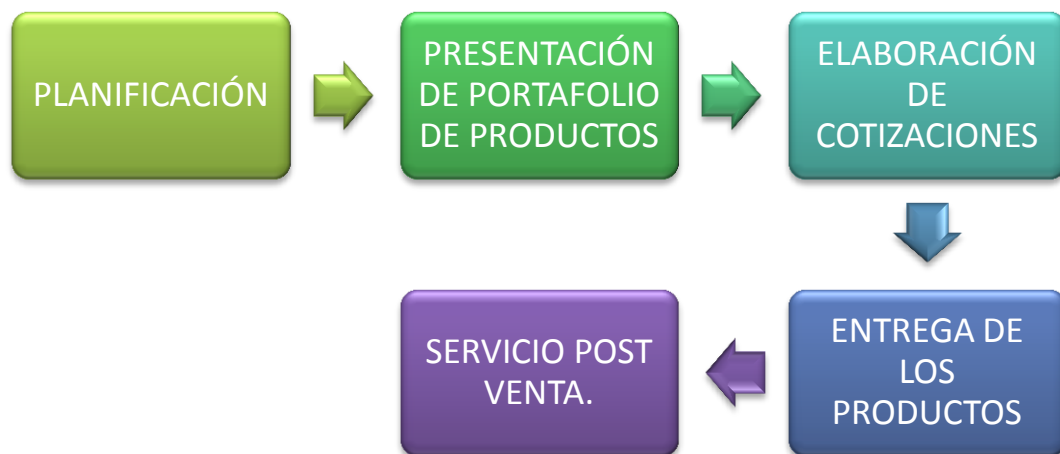 PLANIFICACIÓN
PRESENTACIÓN
DE PORTAFOLIO
DE PRODUCTOS
ELABORACIÓN
DE
COTIZACIONES
ENTREGA DE
LOS
PRODUCTOS
SERVICIO POST
VENTA.